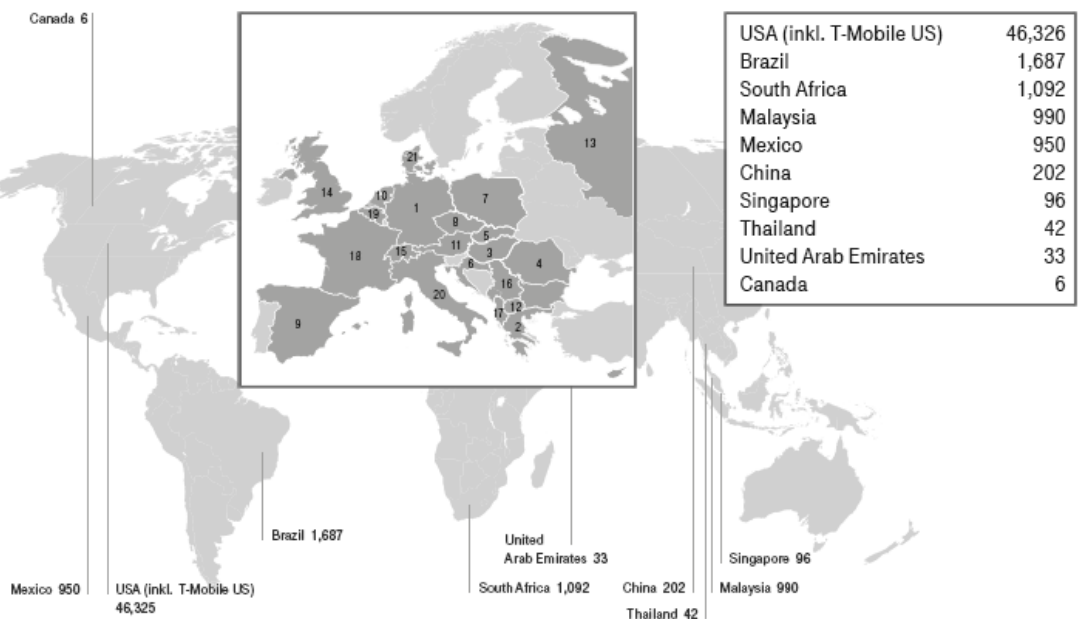 Canada 6
21
13
14
10
1
7
19
8
5
11
3
15
18
6
4
16
20
12
17
9
2
USA (inkl. T-Mobile US) 46,326
Brazil 1,687
South Africa 1,092
Malaysia 990
Mexico 950
China 202
Singapore 96
Thailand 42
United Arab Emirates 33
Canada 6
Brazil 1,687
United
Arab Emirates 33
Singapore 96
Mexico 950
USA (inkl. T-Mobile US)
46,325
South Africa 1,092
China 202
Malaysia 990
Thailand 42